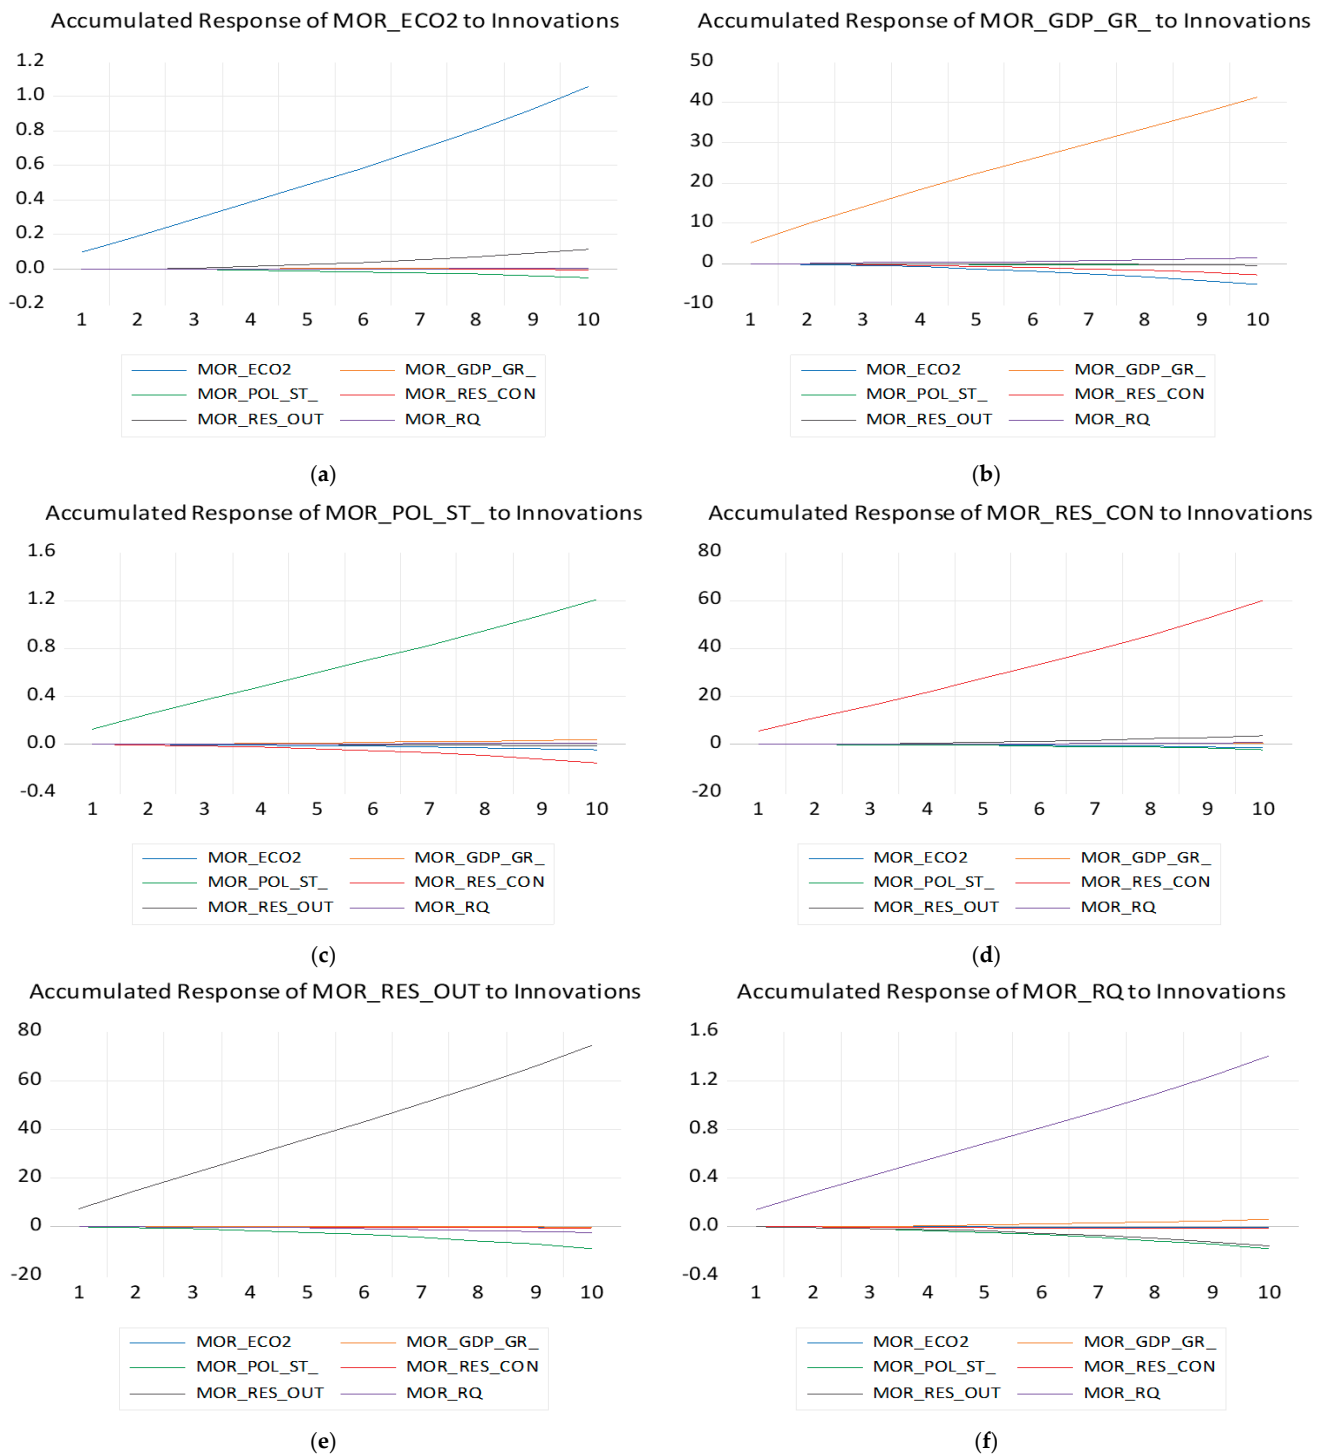 Accumulated Response of MOR_ECO2 to Innovations
1.2
1.0
0.8
0.6
0.4
0.2
0.0
-0.2
1 2 3 4 5 6 7 8 9 10
MOR_ECO2 MOR_GDP_GR_
MOR_POL_ST_ MOR_RES_CON
MOR_RES_OUT MOR_RQ
(a)
Accumulated Response of MOR_GDP_GR_ to Innovations
50
40
30
20
10
0
-10
1 2 3 4 5 6 7 8 9 10
MOR_ECO2 MOR_GDP_GR_
MOR_POL_ST_ MOR_RES_CON
MOR_RES_OUT MOR_RQ
(b)
Accumulated Response of MOR_POL_ST_ to Innovations
1.6
1.2
0.8
0.4
0.0
-0.4
1 2 3 4 5 6 7 8 9 10
MOR_ECO2 MOR_GDP_GR_
MOR_POL_ST_ MOR_RES_CON
MOR_RES_OUT MOR_RQ
(c)
Accumulated Response of MOR_RES_CON to Innovations
80
60
40
20
0
-20
1 2 3 4 5 6 7 8 9 10
MOR_ECO2 MOR_GDP_GR_
MOR_POL_ST_ MOR_RES_CON
MOR_RES_OUT MOR_RQ
(d)
Accumulated Response of MOR_RES_OUT to Innovations
80
60
40
20
0
-20
1 2 3 4 5 6 7 8 9 10
MOR_ECO2 MOR_GDP_GR_
MOR_POL_ST_ MOR_RES_CON
MOR_RES_OUT MOR_RQ
(e)
Accumulated Response of MOR_RQ to Innovations
1.6
1.2
0.8
0.4
0.0
-0.4
1 2 3 4 5 6 7 8 9 10
MOR_ECO2 MOR_GDP_GR_
MOR_POL_ST_ MOR_RES_CON
MOR_RES_OUT MOR_RQ
(f)